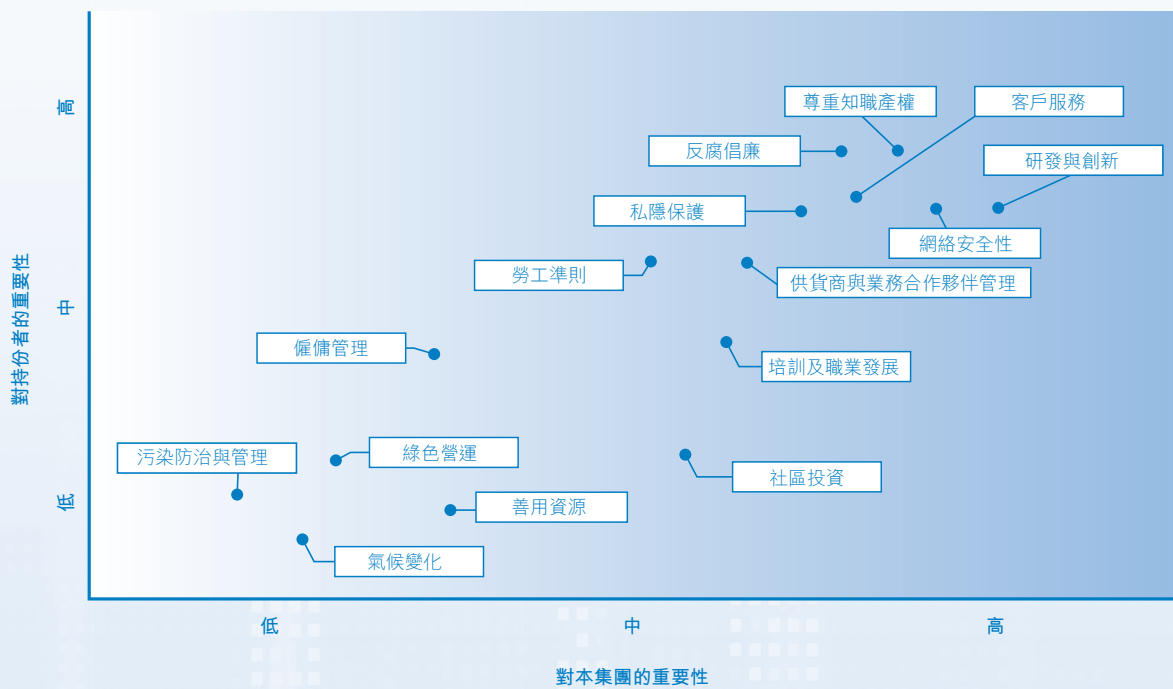 高
尊重知職產權
客戶服務
反腐倡廉
研發與創新
私隱保護
網絡安全性
勞工準則
供貨商與業務合作夥伴管理
對持份者的重要性
中
僱傭管理
培訓及職業發展
污染防治與管理
綠色營運
社區投資
低
善用資源
氣候變化
低
中
高
對本集團的重要性